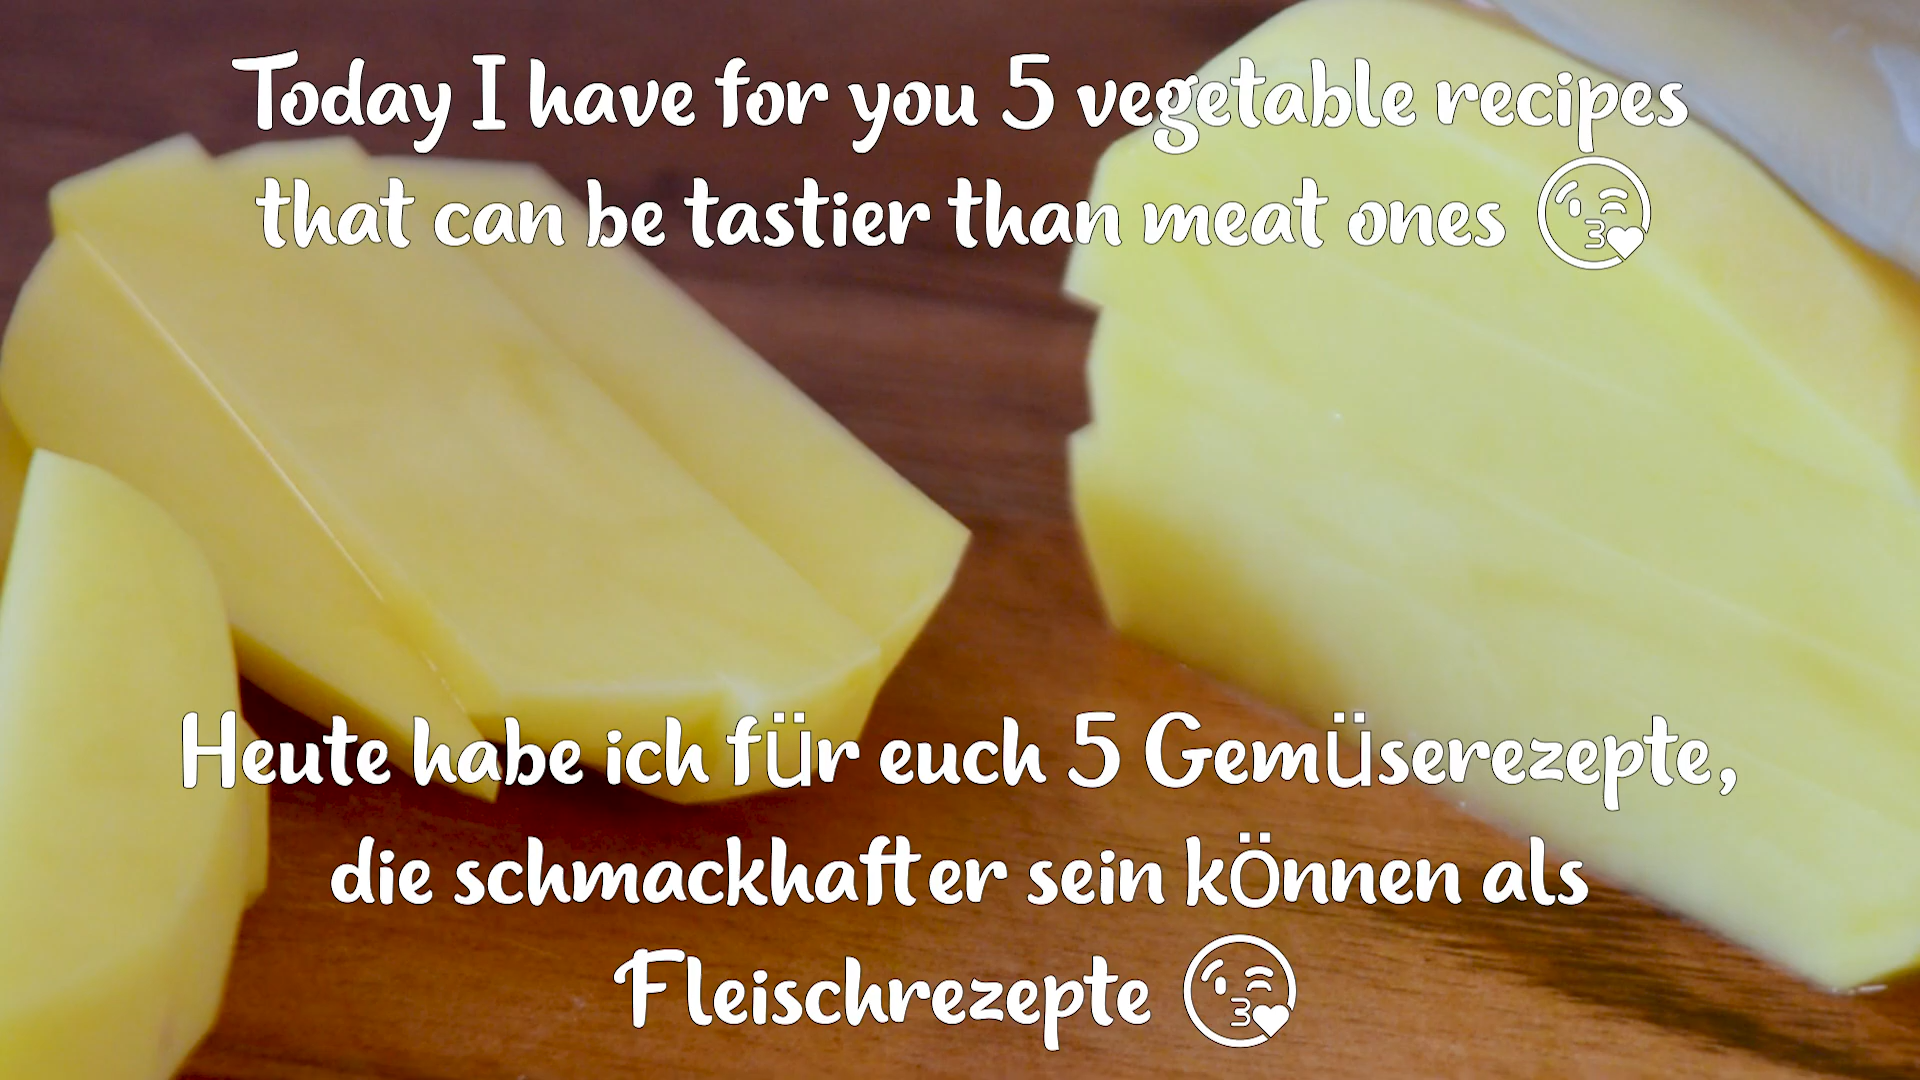 Today I have for you 5 vegetable recipes
that can be tastier than meat ones 😘
Heute habe ich für euch 5 Gemüserezepte,
die schmackhafter sein können als
Fleischrezepte 😘